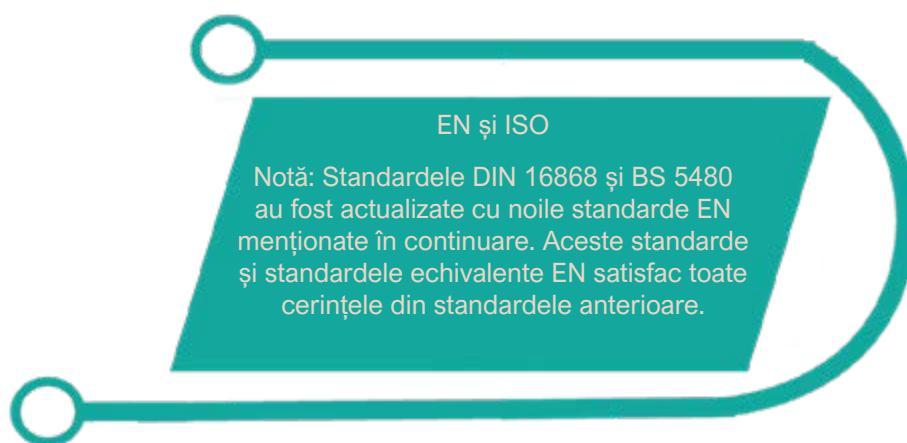 EN și ISO
Notă: Standardele DIN 16868 și BS 5480
au fost actualizate cu noile standarde EN
menționate în continuare. Aceste standarde
și standardele echivalente EN satisfac toate
cerințele din standardele anterioare.